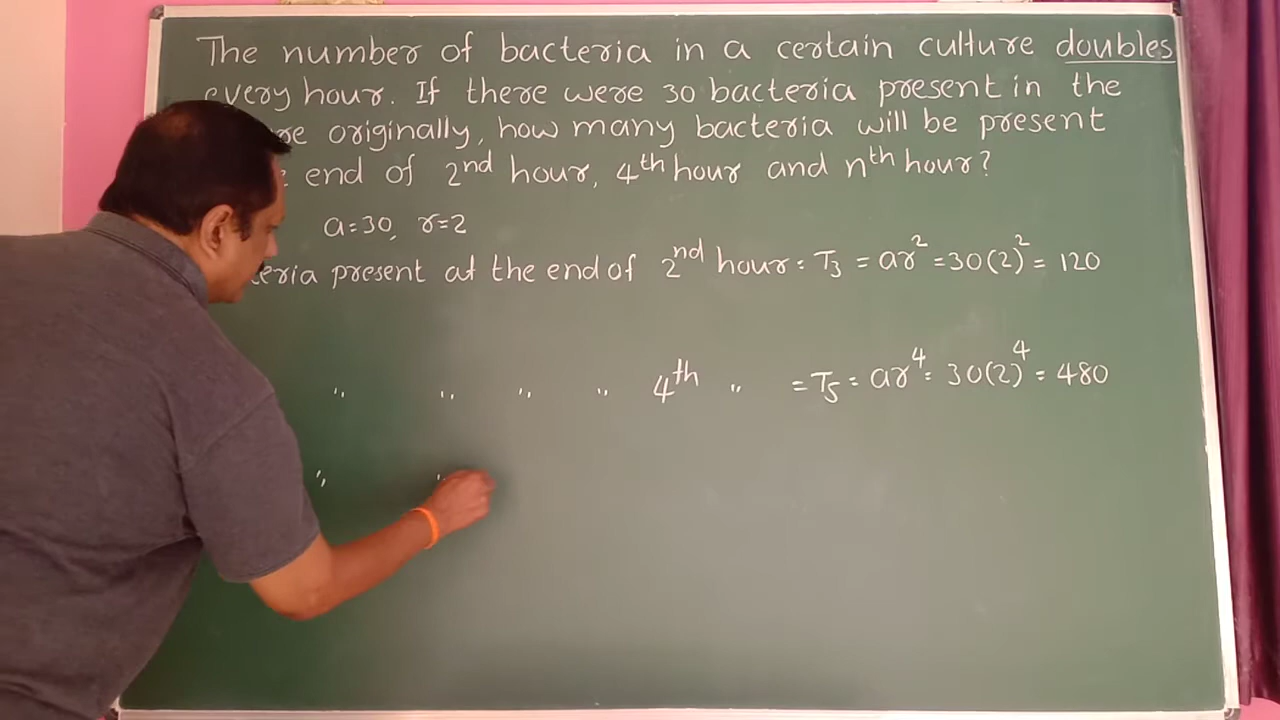 The number of bacteria in a certain culture doubles
every hour. If there were 30 bacteria present in the
originally, how many bacteria will be present
end of 2nd hour, 4th hour and nth hour?
a=30, r=2
present at the end of 2nd hour = T3 = ar² = 30(2)² = 120
" " " " 4th " = T5 = ar⁴ = 30(2)⁴ = 480
" "